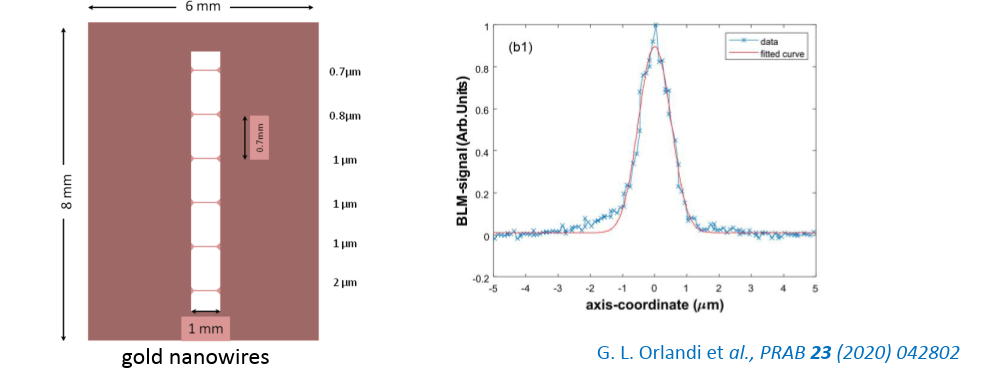 6 mm
8 mm
0.7µm
0.8µm
0.7mm
1 µm
1 µm
1 µm
2 µm
1 mm
gold nanowires
(b1)
data
fitted curve
BLM-signal(Arb.Units)
1
0.8
0.6
0.4
0.2
0
-0.2
-5 -4 -3 -2 -1 0 1 2 3 4 5
axis-coordinate (µm)
G. L. Orlandi et al., PRAB 23 (2020) 042802